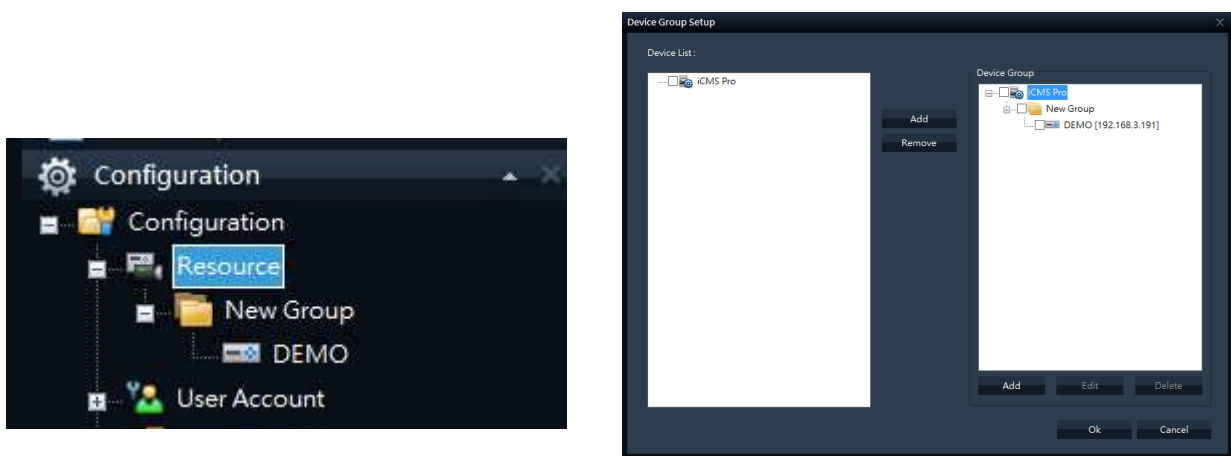 Configuration
Configuration
Resource
New Group
DEMO
User Account
Device Group Setup
Device List :
iCMS Pro
Add
Remove
Device Group
iCMS Pro
New Group
DEMO [192.168.3.191]
Add Edit Delete
Ok Cancel